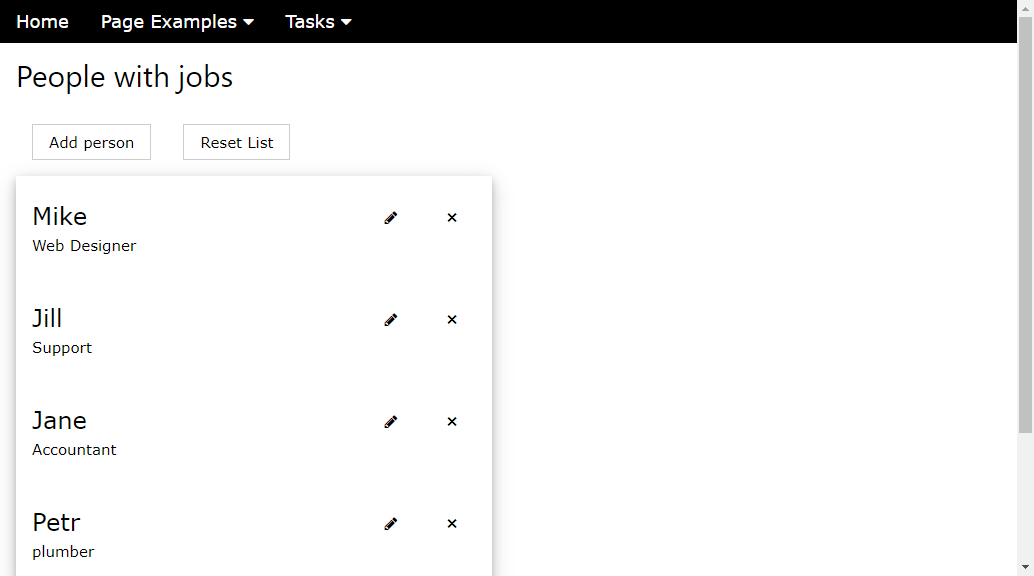 Home Page Examples Tasks
People with jobs
Add person Reset List
Mike
Web Designer
Jill
Support
Jane
Accountant
Petr
plumber